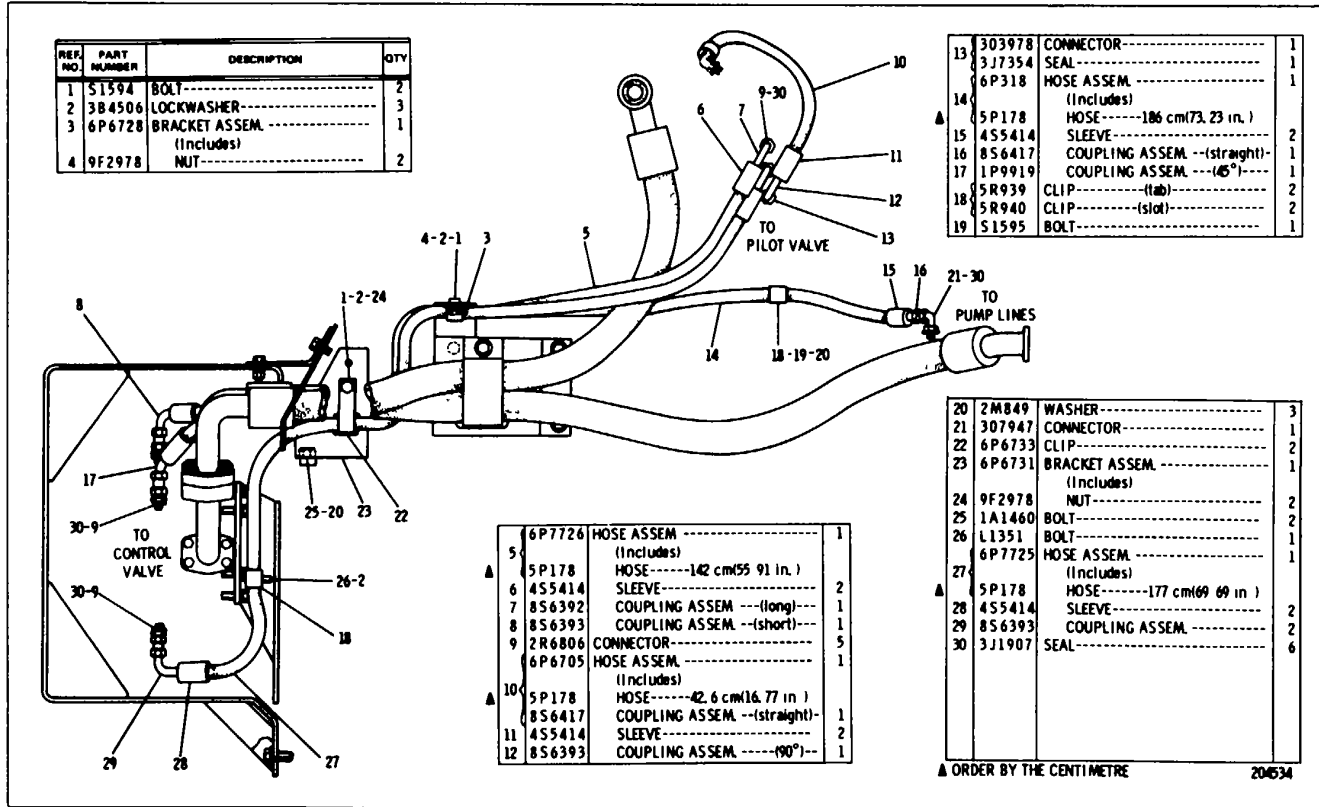 REF. NO. PART NUMBER DESCRIPTION QTY
1 S1594 BOLT 2
2 3B4506 LOCKWASHER 3
3 6P6728 BRACKET ASSEM. 1
(Includes)
4 9F2978 NUT 2
13 303978 CONNECTOR 1
3J7354 SEAL 1
6P318 HOSE ASSEM. 1
14 (Includes)
▲ 5P178 HOSE------186 cm(73.23 in.)
15 4S5414 SLEEVE 2
16 8S6417 COUPLING ASSEM. --(straight)- 1
17 1P9919 COUPLING ASSEM. ---(45°)---- 1
18 5R939 CLIP---------(tab) 2
5R940 CLIP--------(slot) 2
19 S1595 BOLT 1
10
9-30
6
7
11
12
13
TO
PILOT VALVE
4-2-1
3
5
15
16
21-30
TO
PUMP LINES
8
1-2-24
14
18-19-20
17
30-9
TO
CONTROL
VALVE
25-20
23
22
26-2
30-9
18
29
28
27
6P7726 HOSE ASSEM 1
5 (Includes)
▲ 5P178 HOSE------142 cm(55 91 in.)
6 4S5414 SLEEVE 2
7 8S6392 COUPLING ASSEM ---(long)---- 1
8 8S6393 COUPLING ASSEM. ---(short)--- 1
9 2R6806 CONNECTOR 5
6P6705 HOSE ASSEM. 1
(Includes)
10 ▲ 5P178 HOSE------42.6 cm(16.77 in )
8S6417 COUPLING ASSEM. --(straight)- 1
11 4S5414 SLEEVE 2
12 8S6393 COUPLING ASSEM. -----(90°)-- 1
20 2M849 WASHER 3
21 307947 CONNECTOR 1
22 6P6733 CLIP 2
23 6P6731 BRACKET ASSEM. 1
(Includes)
24 9F2978 NUT 2
25 1A1460 BOLT 2
26 L1351 BOLT 1
6P7725 HOSE ASSEM 1
27 (Includes)
▲ 5P178 HOSE------177 cm(69 69 in )
28 4S5414 SLEEVE 2
29 8S6393 COUPLING ASSEM. 2
30 3J1907 SEAL 6
▲ ORDER BY THE CENTIMETRE 204534